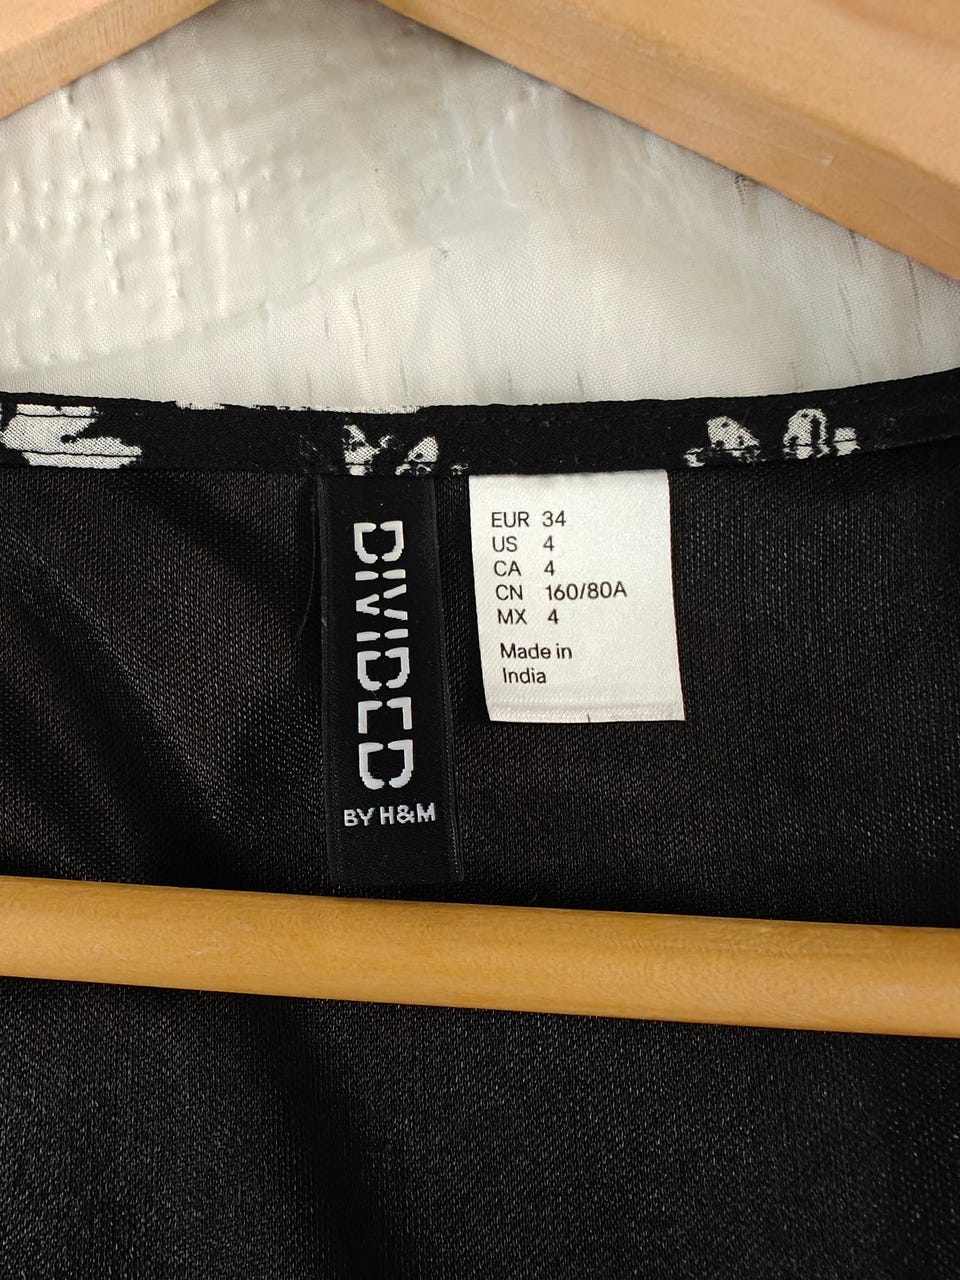 DIVIDED
BY H&M
EUR 34
US 4
CA 4
CN 160/80A
MX 4
Made in
India